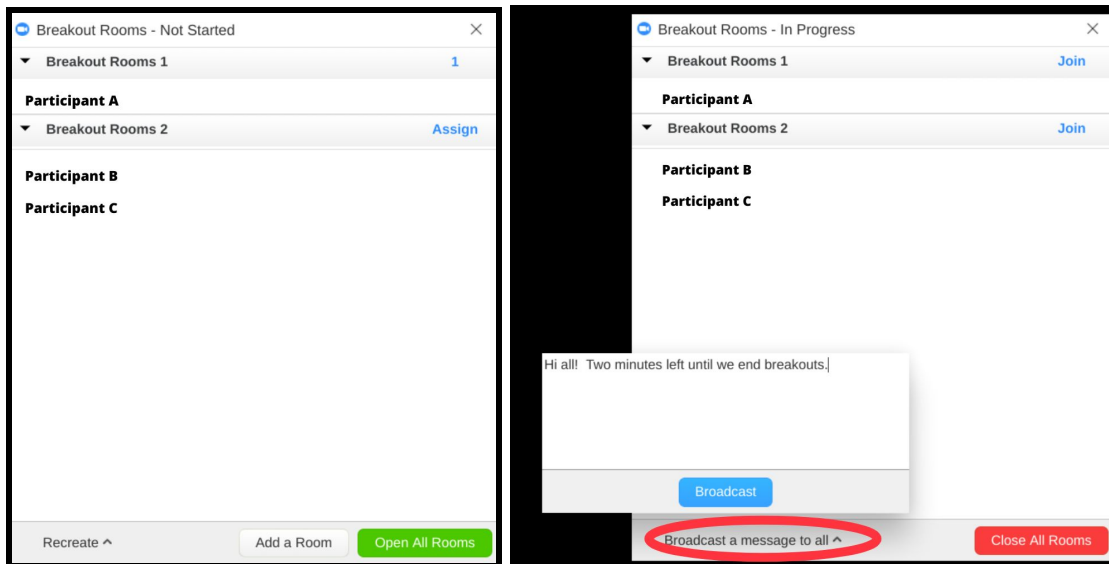 Breakout Rooms - Not Started
Breakout Rooms 1 1
Participant A
Breakout Rooms 2 Assign
Participant B
Participant C
Recreate Add a Room Open All Rooms
Breakout Rooms - In Progress
Breakout Rooms 1 Join
Participant A
Breakout Rooms 2 Join
Participant B
Participant C
Hi all!  Two minutes left until we end breakouts.
Broadcast
Broadcast a message to all Close All Rooms